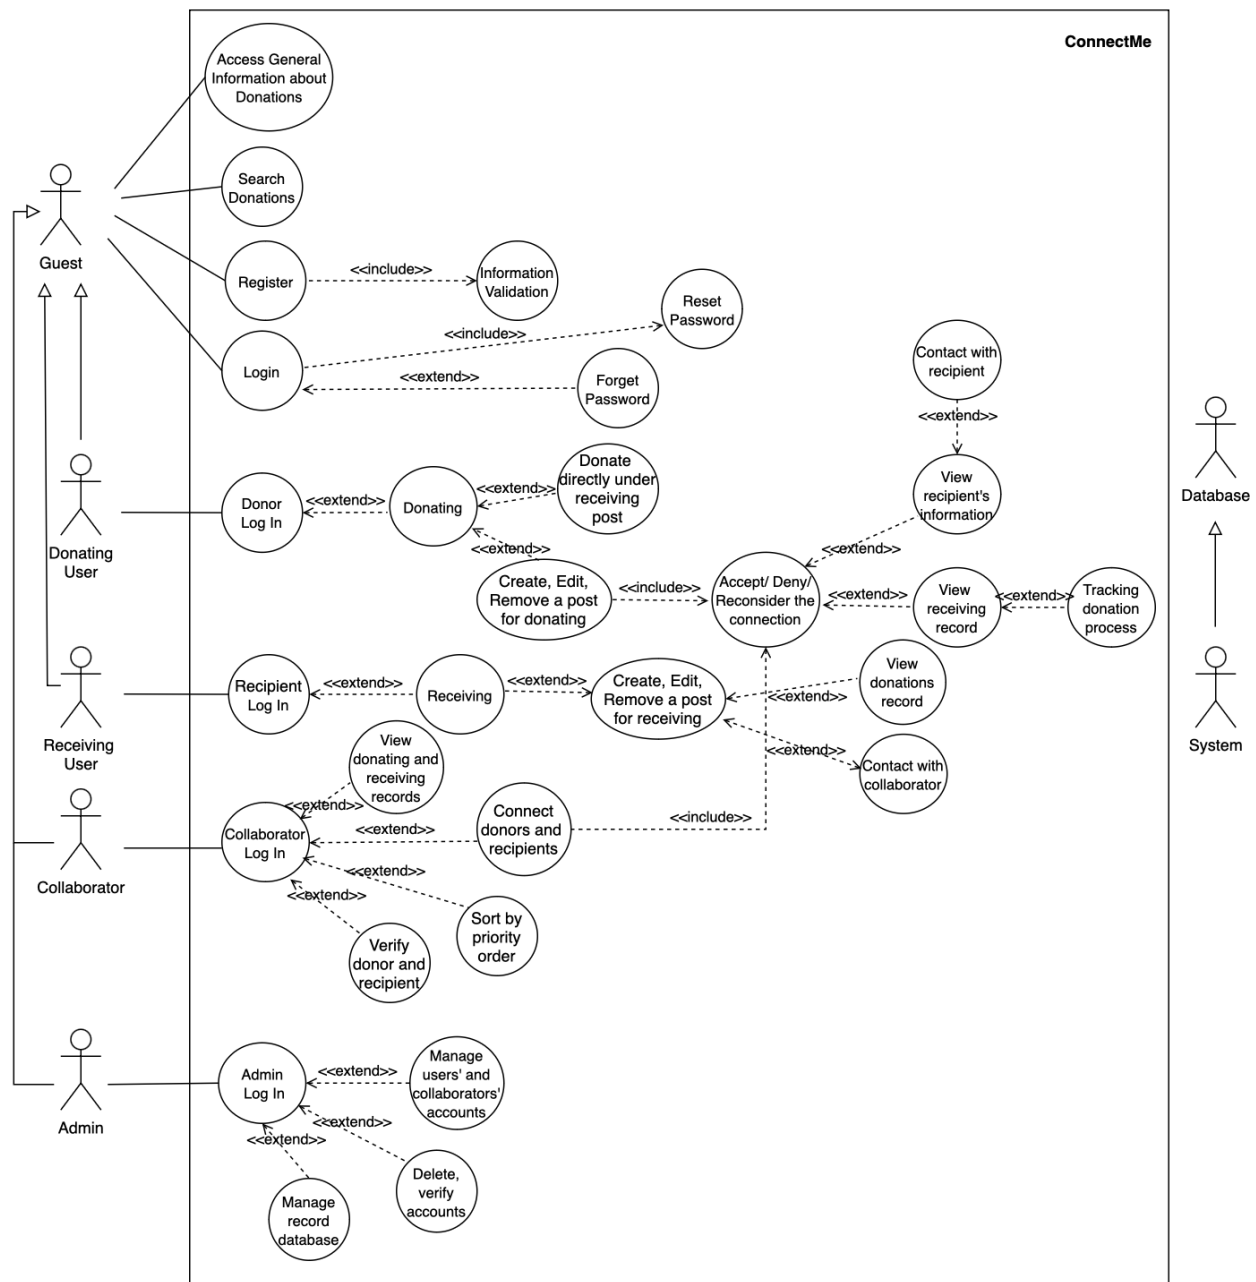 ConnectMe
Access General
Information about
Donations
Search
Donations
Guest
Register
<<include>>
Information
Validation
Reset
Password
<<include>>
Login
<<extend>>
Forget
Password
Contact with
recipient
<<extend>>
Database
View
recipient's
information
<<extend>>
Donating
User
Donor
Log In
<<extend>>
Donating
<<extend>>
Donate
directly under
receiving
post
<<extend>>
Create, Edit,
Remove a post
for donating
<<include>>
Accept/ Deny/
Reconsider the
connection
<<extend>>
View
receiving
record
<<extend>>
Tracking
donation
process
Receiving
User
Recipient
Log In
<<extend>>
Receiving
<<extend>>
Create, Edit,
Remove a post
for receiving
<<extend>>
View
donations
record
<<extend>>
Contact with
collaborator
System
View
donating and
receiving
records
<<extend>>
Collaborator
Collaborator
Log In
<<extend>>
Connect
donors and
recipients
<<include>>
<<extend>>
Sort by
priority
order
<<extend>>
Verify
donor and
recipient
Admin
Admin
Log In
<<extend>>
Manage
users' and
collaborators'
accounts
<<extend>>
Delete,
verify
accounts
<<extend>>
Manage
record
database